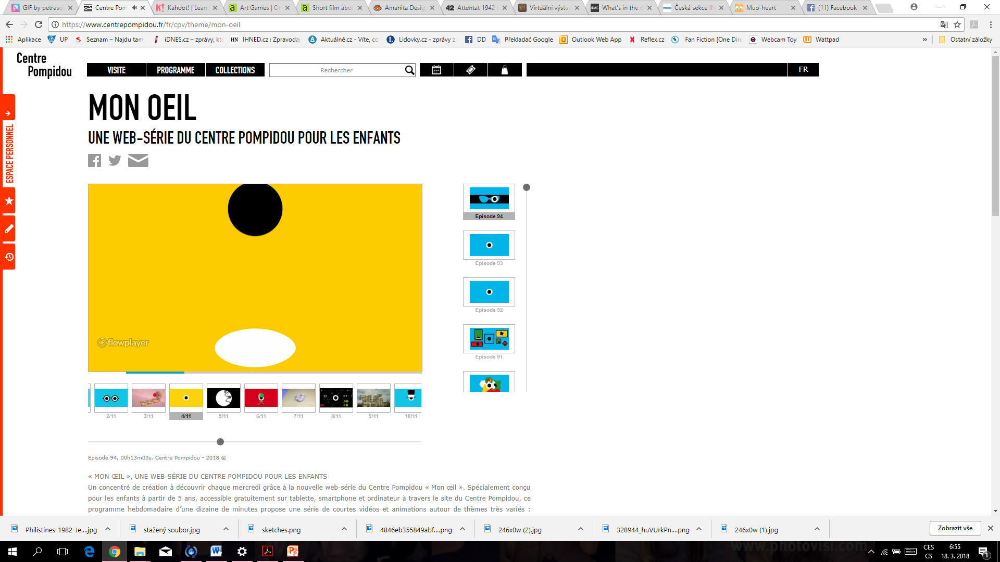 GIF by petraso
Centre Pom
Kahoot! | Learn
Art Games | On
Short film abou
Amanita Desig
Attentat 1942
Virtuální výstav
What's in the c
Česká sekce IN
Muo-heart
(11) Facebook
https://www.centrepompidou.fr/fr/cpv/theme/mon-oeil
Aplikace
UP
Seznam – Najdu tam
iDNES.cz – zprávy, kte
IHNED.cz : Zpravodaj
Aktuálně.cz - Víte, co
Lidovky.cz - zprávy z
DD
Překladač Google
Outlook Web App
Reflex.cz
Fan Fiction [One Dire
Webcam Toy
Wattpad
»
Ostatní záložky
Centre
Pompidou
VISITE
PROGRAMME
COLLECTIONS
Rechercher
FR
ESPACE PERSONNEL
MON OEIL
UNE WEB-SÉRIE DU CENTRE POMPIDOU POUR LES ENFANTS
flowplayer
Episode 94
Episode 93
Episode 92
Episode 91
2/11
3/11
4/11
5/11
6/11
7/11
8/11
9/11
10/11
Episode 94, 00h13m03s, Centre Pompidou - 2018 ©
« MON ŒIL », UNE WEB-SÉRIE DU CENTRE POMPIDOU POUR LES ENFANTS
Un concentré de création à découvrir chaque mercredi grâce à la nouvelle web-série du Centre Pompidou « Mon œil ». Spécialement conçu
pour les enfants à partir de 5 ans, accessible gratuitement sur tablette, smartphone et ordinateur à travers le site du Centre Pompidou, ce
programme hebdomadaire d'une dizaine de minutes propose une série de courtes vidéos et animations autour de thèmes très variés :
Philistines-1982-Je....jpg
stažený soubor.jpg
sketches.png
4846eb355849abf....png
246x0w (2).jpg
328944_huVUrkPn....png
246x0w (1).jpg
Zobrazit vše
www.photovisi.com
CES
CS
6:55
18. 3. 2018
1